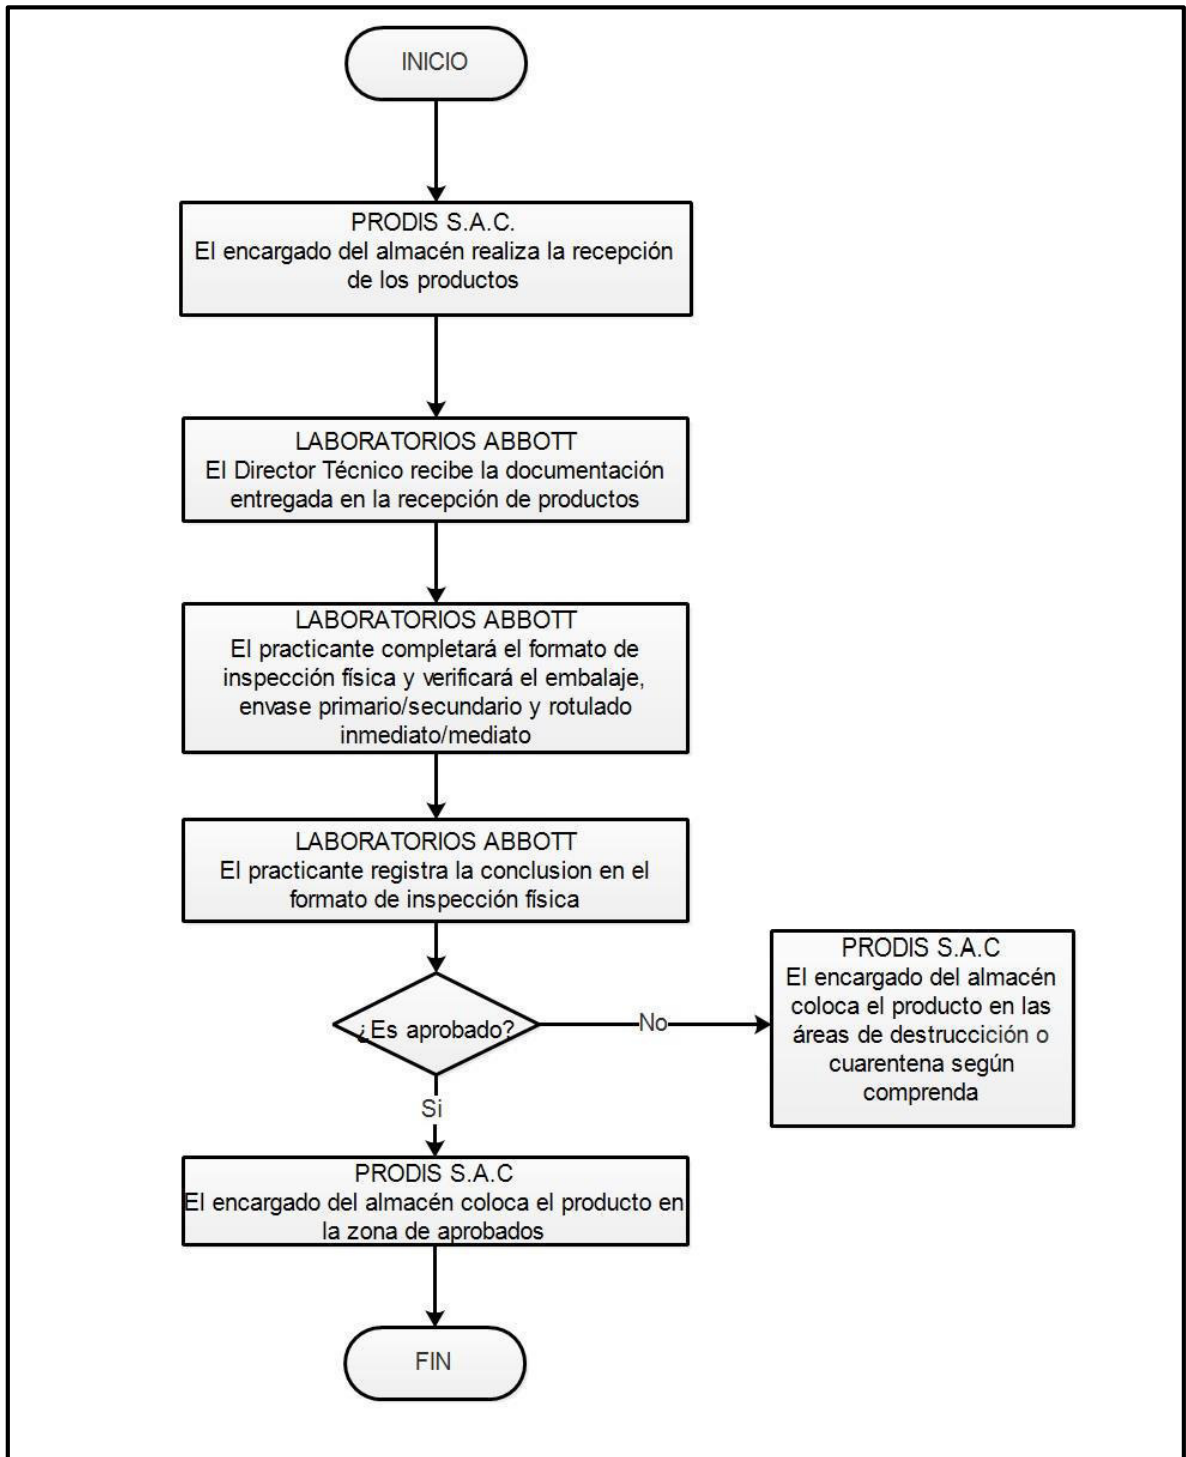 INICIO
PRODIS S.A.C.
El encargado del almacén realiza la recepción
de los productos
LABORATORIOS ABBOTT
El Director Técnico recibe la documentación
entregada en la recepción de productos
LABORATORIOS ABBOTT
El practicante completará el formato de
inspección física y verificará el embalaje,
envase primario/secundario y rotulado
inmediato/mediato
LABORATORIOS ABBOTT
El practicante registra la conclusion en el
formato de inspección física
¿Es aprobado?
No
PRODIS S.A.C
El encargado del almacén
coloca el producto en las
áreas de destruccición o
cuarentena según
comprenda
Si
PRODIS S.A.C
El encargado del almacén coloca el producto en
la zona de aprobados
FIN